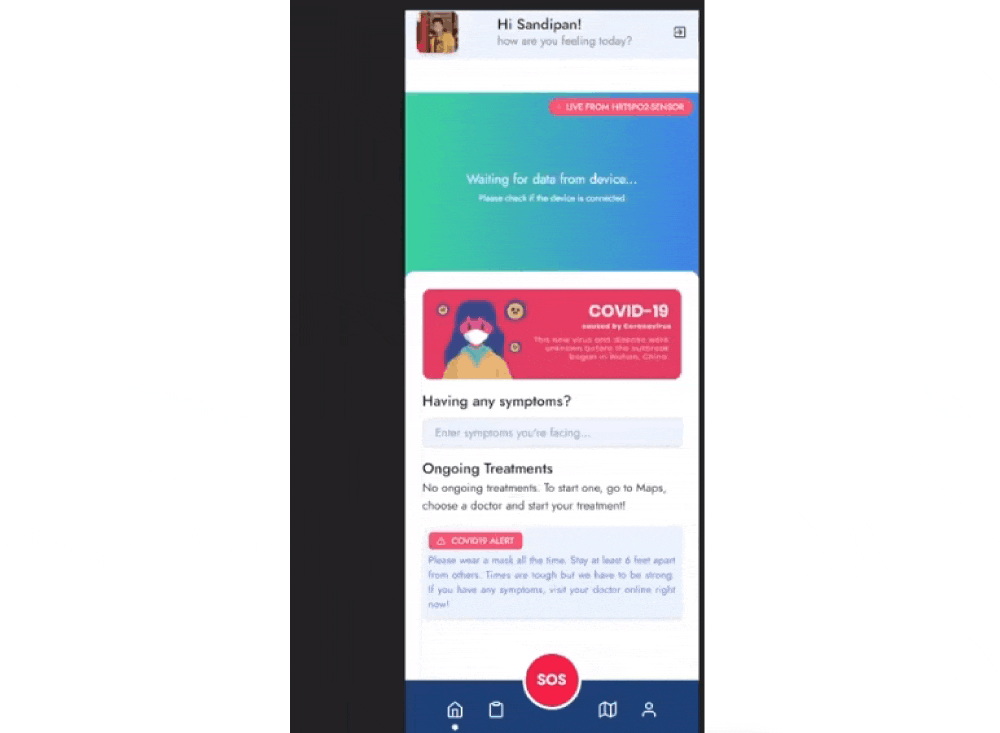 Hi Sandipan!
how are you feeling today?
LIVE FROM HRTSPO2-SENSOR
Waiting for data from device...
Please check if the device is connected
COVID-19
caused by Coronavirus
This new virus and disease were
unknown before the outbreak
began in Wuhan, China.
Having any symptoms?
Enter symptoms you're facing...
Ongoing Treatments
No ongoing treatments. To start one, go to Maps,
choose a doctor and start your treatment!
COVID19 ALERT
Please wear a mask all the time. Stay at least 6 feet apart
from others. Times are tough but we have to be strong.
If you have any symptoms, visit your doctor online right
now!
SOS